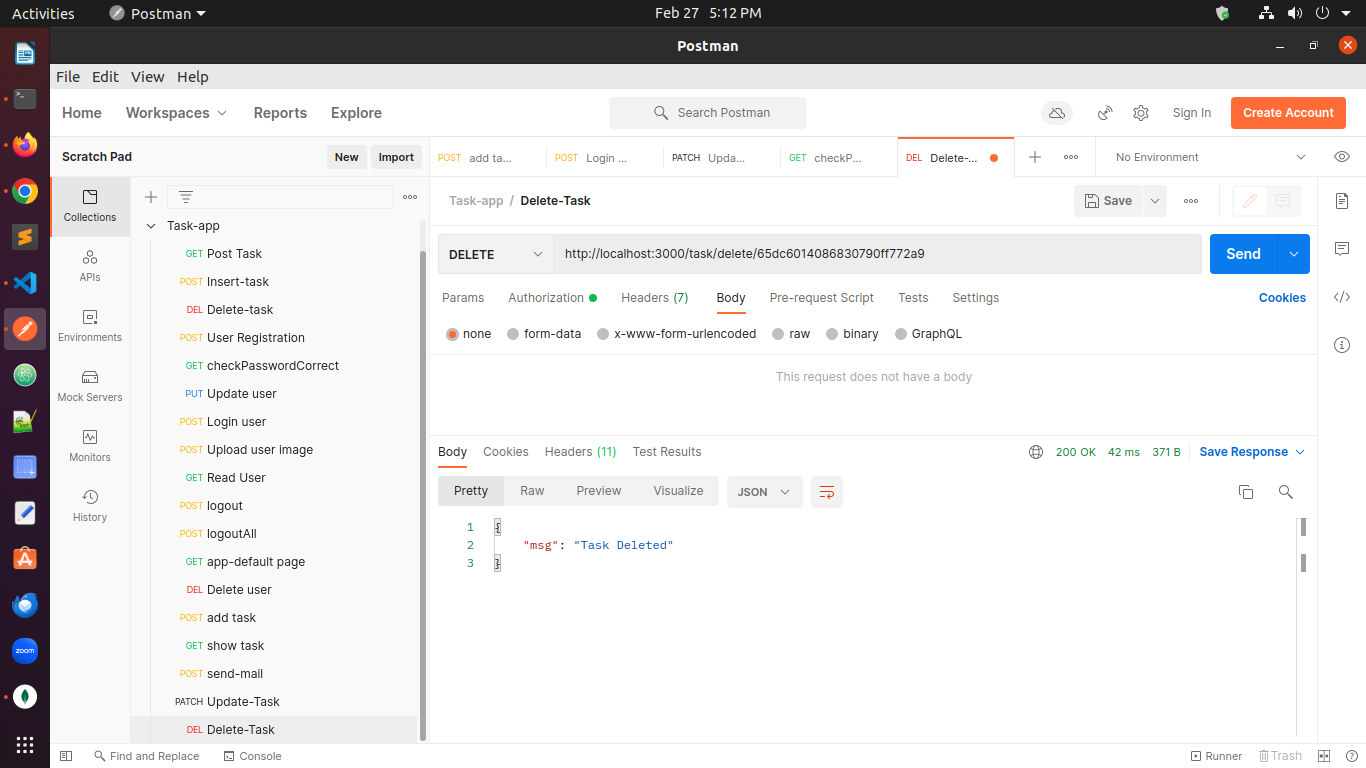 Activities Postman Feb 27 5:12 PM
Postman
File Edit View Help
Home Workspaces Reports Explore Search Postman Sign In Create Account
Scratch Pad New Import
POST add ta... POST Login ... PATCH Upda... GET checkP... DEL Delete-... No Environment
Collections
APIs
Environments
Mock Servers
Monitors
History
Task-app
GET Post Task
POST Insert-task
DEL Delete-task
POST User Registration
GET checkPasswordCorrect
PUT Update user
POST Login user
POST Upload user image
GET Read User
POST logout
POST logoutAll
GET app-default page
DEL Delete user
POST add task
GET show task
POST send-mail
PATCH Update-Task
DEL Delete-Task
Task-app / Delete-Task Save
DELETE http://localhost:3000/task/delete/65dc6014086830790ff772a9 Send
Params Authorization Headers (7) Body Pre-request Script Tests Settings Cookies
none form-data x-www-form-urlencoded raw binary GraphQL
This request does not have a body
Body Cookies Headers (11) Test Results 200 OK 42 ms 371 B Save Response
Pretty Raw Preview Visualize JSON
1 {
2 "msg": "Task Deleted"
3 }
zoom
Find and Replace Console Runner Trash